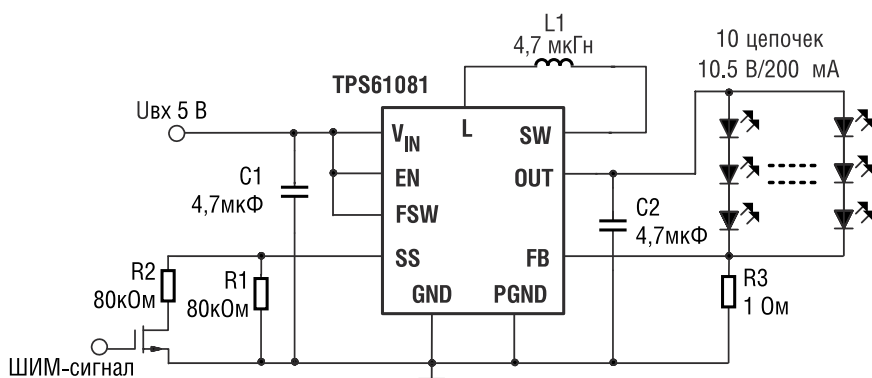 L1
4,7 мкГн
10 цепочек
10.5 В/200 мА
TPS61081
Uвх 5 В
VIN
L
SW
EN
OUT
FSW
C1
4,7мкФ
C2
4,7мкФ
SS
FB
R2
80кОм
R1
80кОм
R3
1 Ом
GND
PGND
ШИМ-сигнал